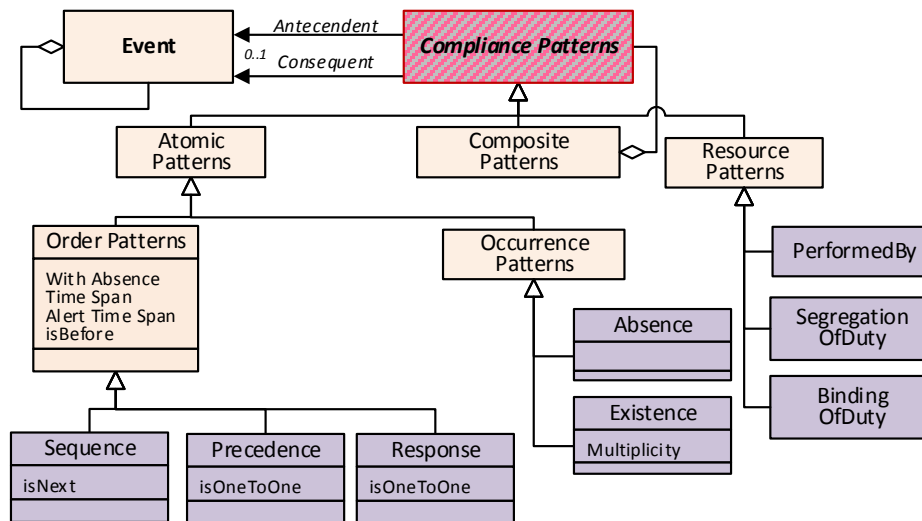 Event
Antecendent
0..1
Consequent
Compliance Patterns
Atomic
Patterns
Composite
Patterns
Resource
Patterns
Order Patterns
With Absence
Time Span
Alert Time Span
isBefore
Occurrence
Patterns
PerformedBy
Segregation
OfDuty
Binding
OfDuty
Absence
Existence
Multiplicity
Sequence
isNext
Precedence
isOneToOne
Response
isOneToOne